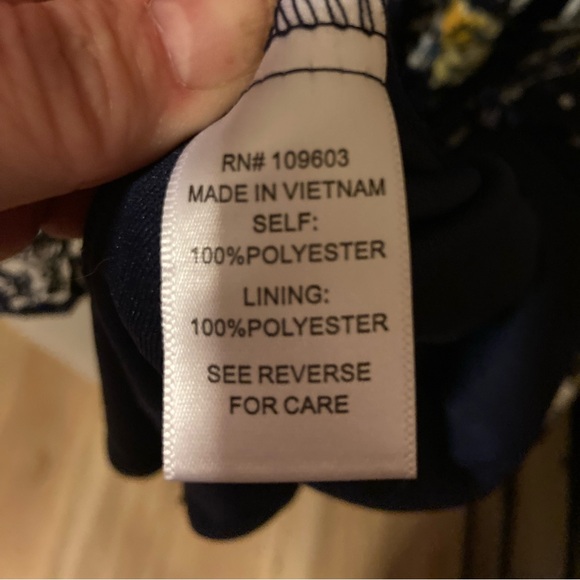 RN# 109603
MADE IN VIETNAM
SELF:
100%POLYESTER
LINING:
100%POLYESTER
SEE REVERSE
FOR CARE